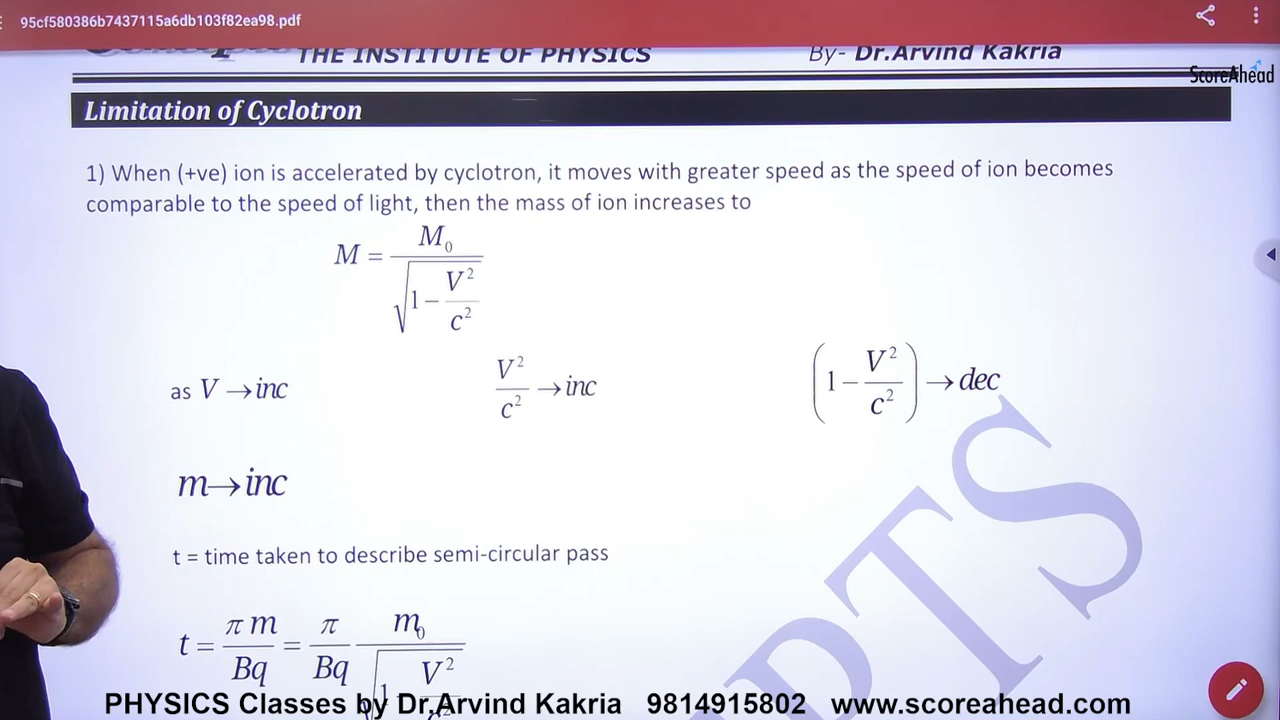 95cf580386b7437115a6db103f82ea98.pdf
THE INSTITUTE OF PHYSICS By- Dr.Arvind Kakria
ScoreAhead
Limitation of Cyclotron
1) When (+ve) ion is accelerated by cyclotron, it moves with greater speed as the speed of ion becomes
comparable to the speed of light, then the mass of ion increases to
M = M₀ / √(1 − V²/c²)
as V → inc V²/c² → inc (1 − V²/c²) → dec
m → inc
t = time taken to describe semi-circular pass
t = π m / Bq = π / Bq m₀ / √1 V²
PHYSICS Classes by Dr.Arvind Kakria 9814915802 www.scoreahead.com